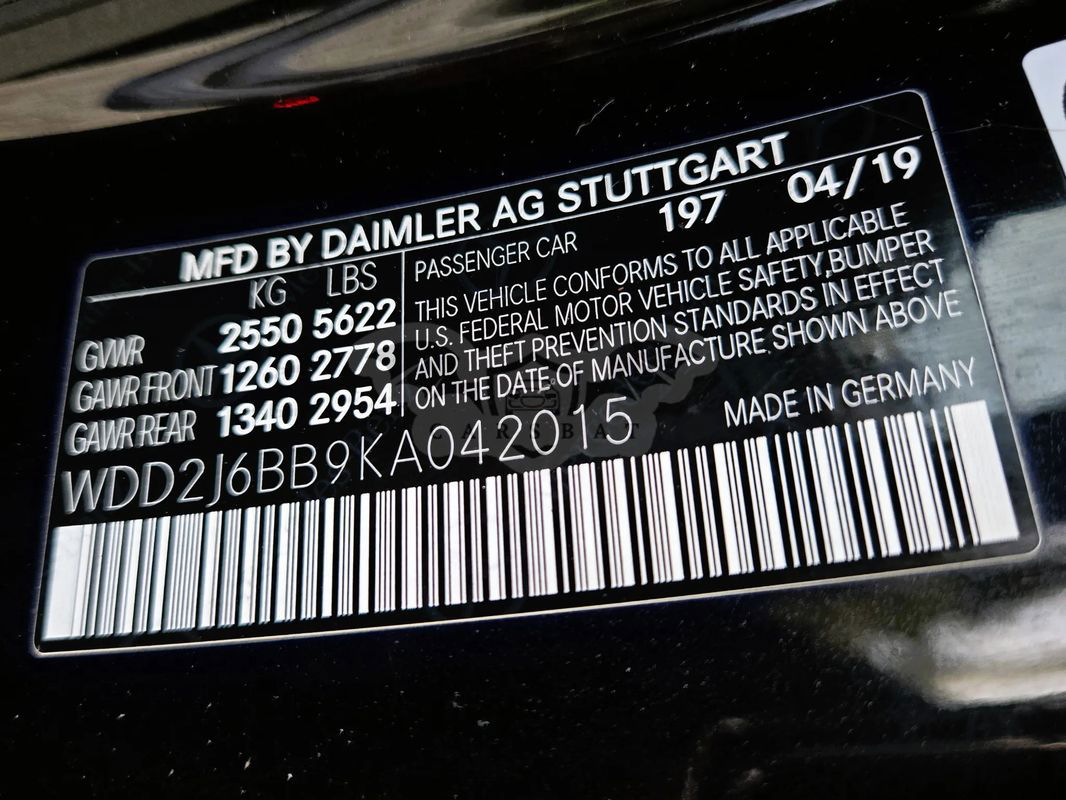 MFD BY DAIMLER AG STUTTGART
KG LBS
GVWR 2550 5622
GAWR FRONT 1260 2778
GAWR REAR 1340 2954
PASSENGER CAR 197 04/19
THIS VEHICLE CONFORMS TO ALL APPLICABLE
U.S. FEDERAL MOTOR VEHICLE SAFETY,BUMPER
AND THEFT PREVENTION STANDARDS IN EFFECT
ON THE DATE OF MANUFACTURE SHOWN ABOVE
WDD2J6BB9KA042015
MADE IN GERMANY
CARSBAT